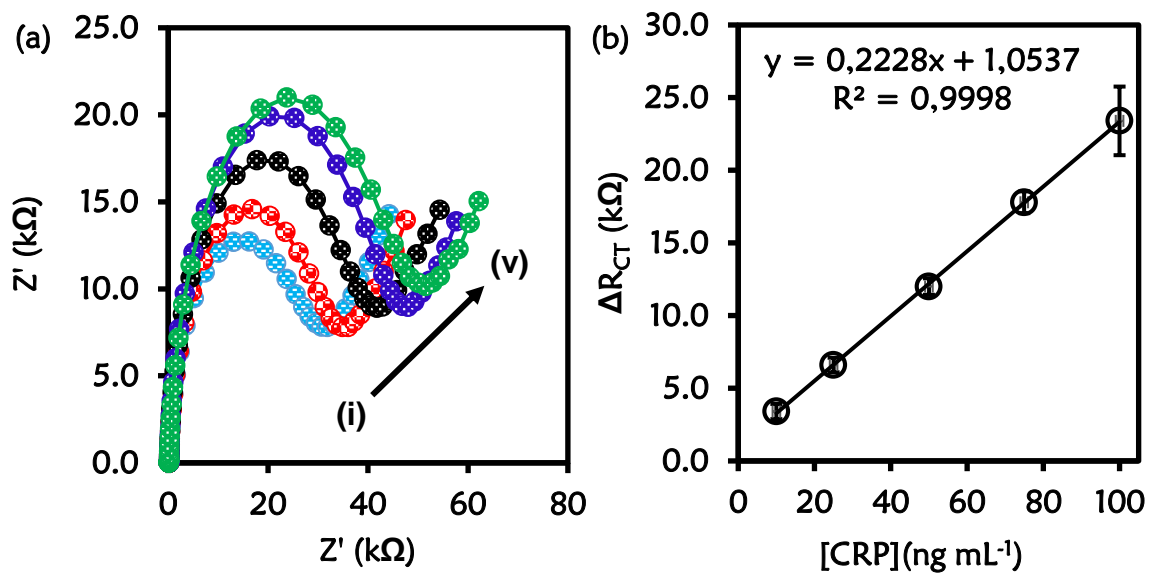 (a)
25.0
20.0
15.0
10.0
5.0
0.0
Z' (kΩ)
0 20 40 60 80
Z' (kΩ)
(i)
(v)
(b)
y = 0,2228x + 1,0537
R² = 0,9998
30.0
25.0
20.0
15.0
10.0
5.0
0.0
ΔR_CT (kΩ)
0 20 40 60 80 100
[CRP](ng mL⁻¹)